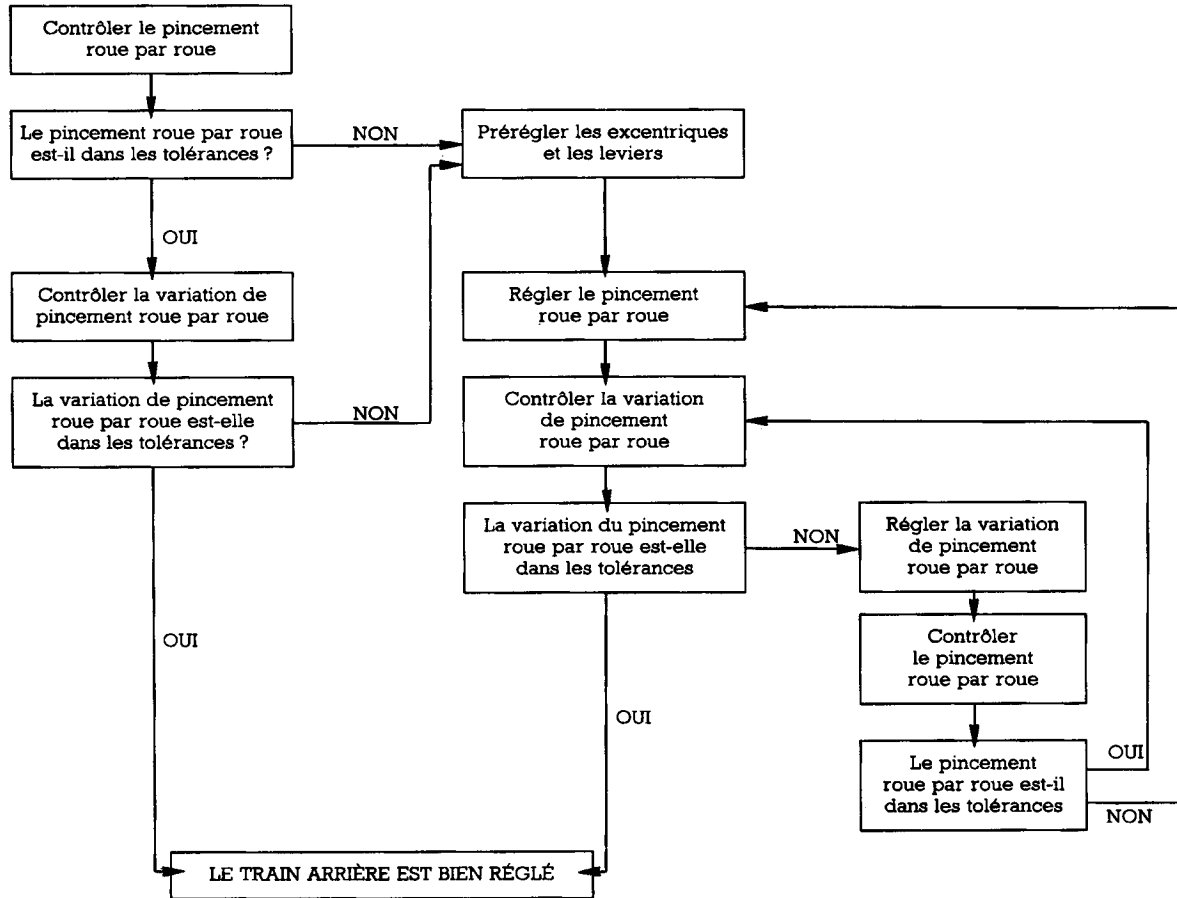 Contrôler le pincement
roue par roue
Le pincement roue par roue
est-il dans les tolérances ?
NON
Prérégler les excentriques
et les leviers
OUI
Contrôler la variation de
pincement roue par roue
Régler le pincement
roue par roue
La variation de pincement
roue par roue est-elle
dans les tolérances ?
NON
Contrôler la variation
de pincement
roue par roue
La variation du pincement
roue par roue est-elle
dans les tolérances
NON
Régler la variation
de pincement
roue par roue
Contrôler
le pincement
roue par roue
OUI
OUI
Le pincement
roue par roue est-il
dans les tolérances
OUI
NON
LE TRAIN ARRIÈRE EST BIEN RÉGLÉ